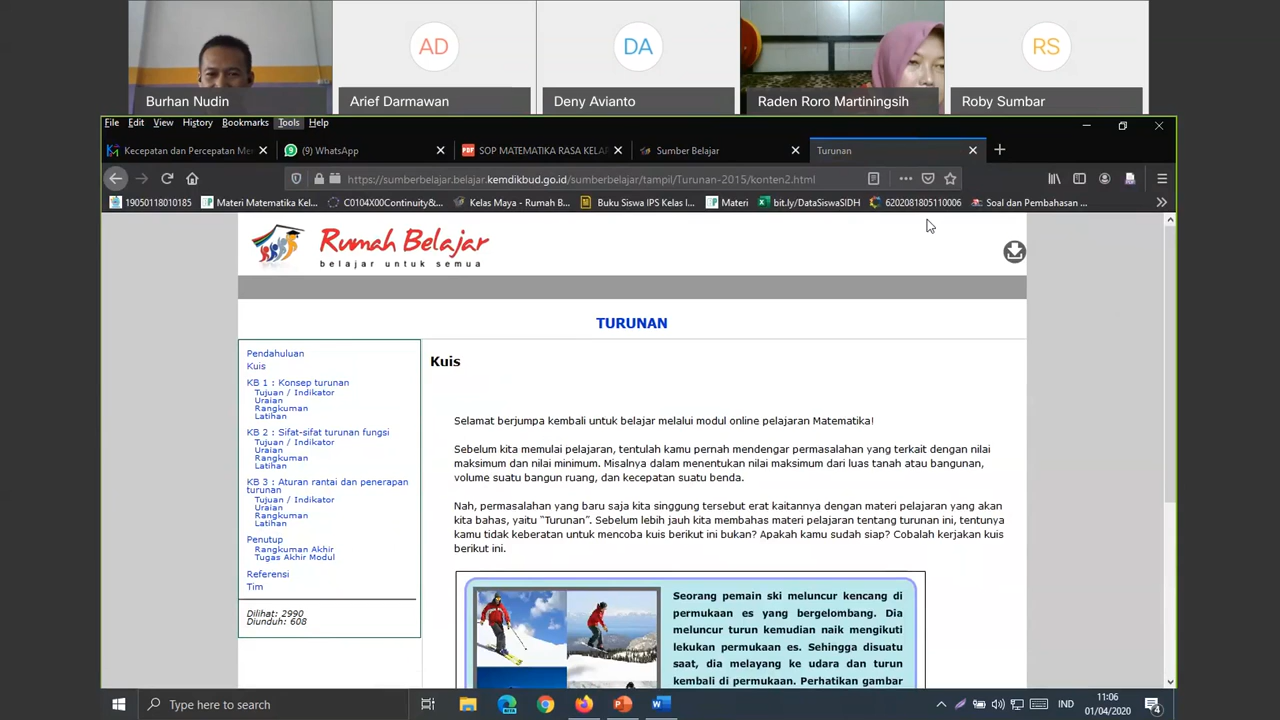 AD
DA
RS
Burhan Nudin
Arief Darmawan
Deny Avianto
Raden Roro Martiningsih
Roby Sumbar
File Edit View History Bookmarks Tools Help
Kecepatan dan Percepatan Me
(9) WhatsApp
SOP MATEMATIKA RASA KELA
Sumber Belajar
Turunan
https://sumberbelajar.belajar.kemdikbud.go.id/sumberbelajar/tampil/Turunan-2015/konten2.html
19050118010185
Materi Matematika Kel...
C0104X00Continuity&...
Kelas Maya - Rumah B...
Buku Siswa IPS Kelas I...
Materi
bit.ly/DataSiswaSIDH
6202081805110006
Soal dan Pembahasan ...
Rumah Belajar
belajar untuk semua
TURUNAN
Pendahuluan
Kuis
KB 1 : Konsep turunan
Tujuan / Indikator
Uraian
Rangkuman
Latihan
KB 2 : Sifat-sifat turunan fungsi
Tujuan / Indikator
Uraian
Rangkuman
Latihan
KB 3 : Aturan rantai dan penerapan
turunan
Tujuan / Indikator
Uraian
Rangkuman
Latihan
Penutup
Rangkuman Akhir
Tugas Akhir Modul
Referensi
Tim
Dilihat: 2990
Diunduh: 608
Kuis
Selamat berjumpa kembali untuk belajar melalui modul online pelajaran Matematika!
Sebelum kita memulai pelajaran, tentulah kamu pernah mendengar permasalahan yang terkait dengan nilai
maksimum dan nilai minimum. Misalnya dalam menentukan nilai maksimum dari luas tanah atau bangunan,
volume suatu bangun ruang, dan kecepatan suatu benda.
Nah, permasalahan yang baru saja kita singgung tersebut erat kaitannya dengan materi pelajaran yang akan
kita bahas, yaitu “Turunan”. Sebelum lebih jauh kita membahas materi pelajaran tentang turunan ini, tentunya
kamu tidak keberatan untuk mencoba kuis berikut ini bukan? Apakah kamu sudah siap? Cobalah kerjakan kuis
berikut ini.
Seorang pemain ski meluncur kencang di
permukaan es yang bergelombang. Dia
meluncur turun kemudian naik mengikuti
lekukan permukaan es. Sehingga disuatu
saat, dia melayang ke udara dan turun
kembali di permukaan. Perhatikan gambar
Type here to search
IND
11:06
01/04/2020
4